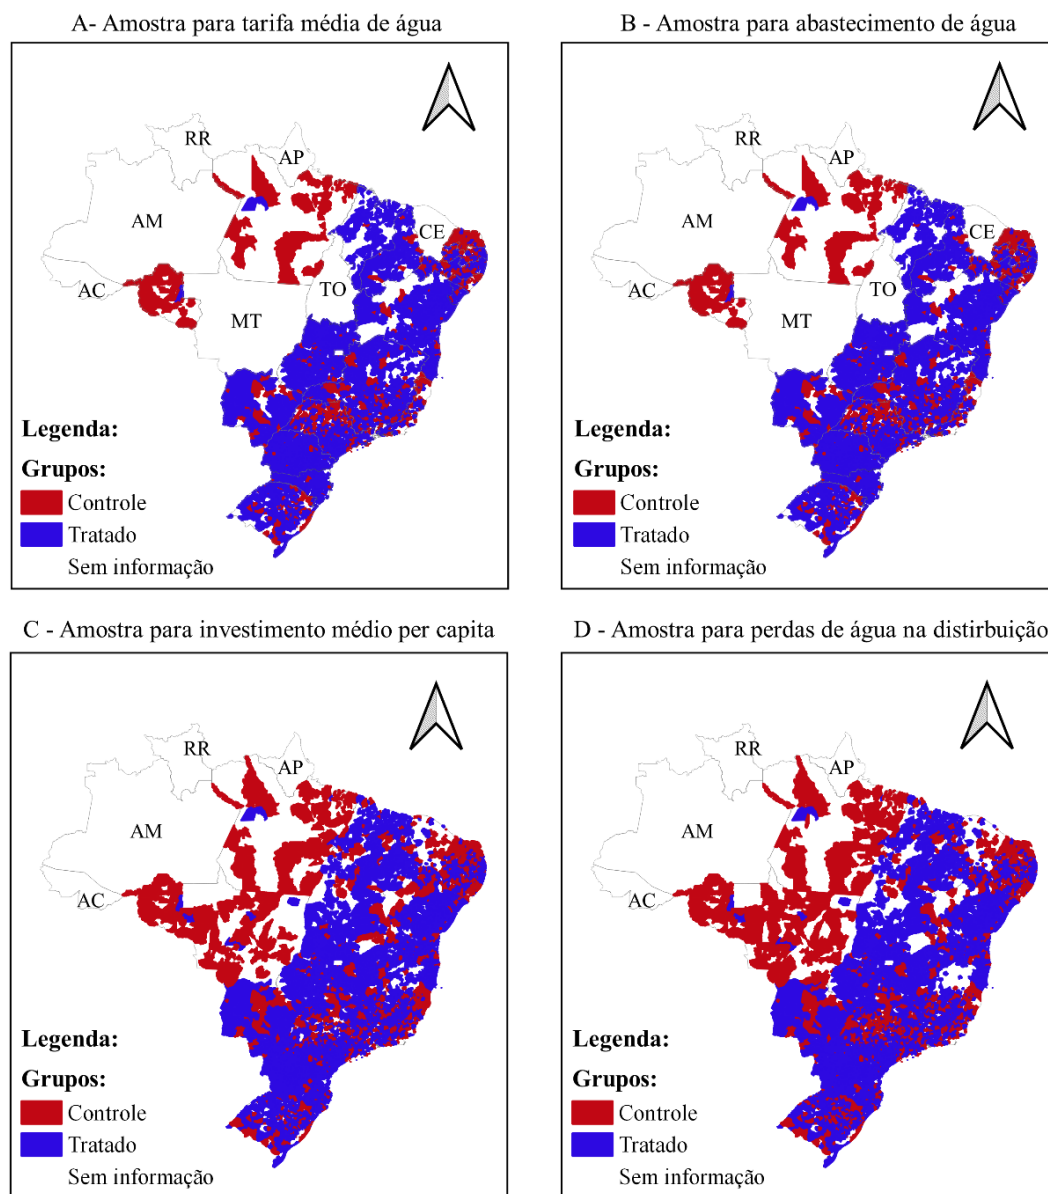 A- Amostra para tarifa média de água
RR
AP
AM
CE
AC
TO
MT
Legenda:
Grupos:
Controle
Tratado
Sem informação
B - Amostra para abastecimento de água
RR
AP
AM
CE
AC
TO
MT
Legenda:
Grupos:
Controle
Tratado
Sem informação
C - Amostra para investimento médio per capita
RR
AP
AM
AC
Legenda:
Grupos:
Controle
Tratado
Sem informação
D - Amostra para perdas de água na distirbuição
RR
AP
AM
AC
Legenda:
Grupos:
Controle
Tratado
Sem informação